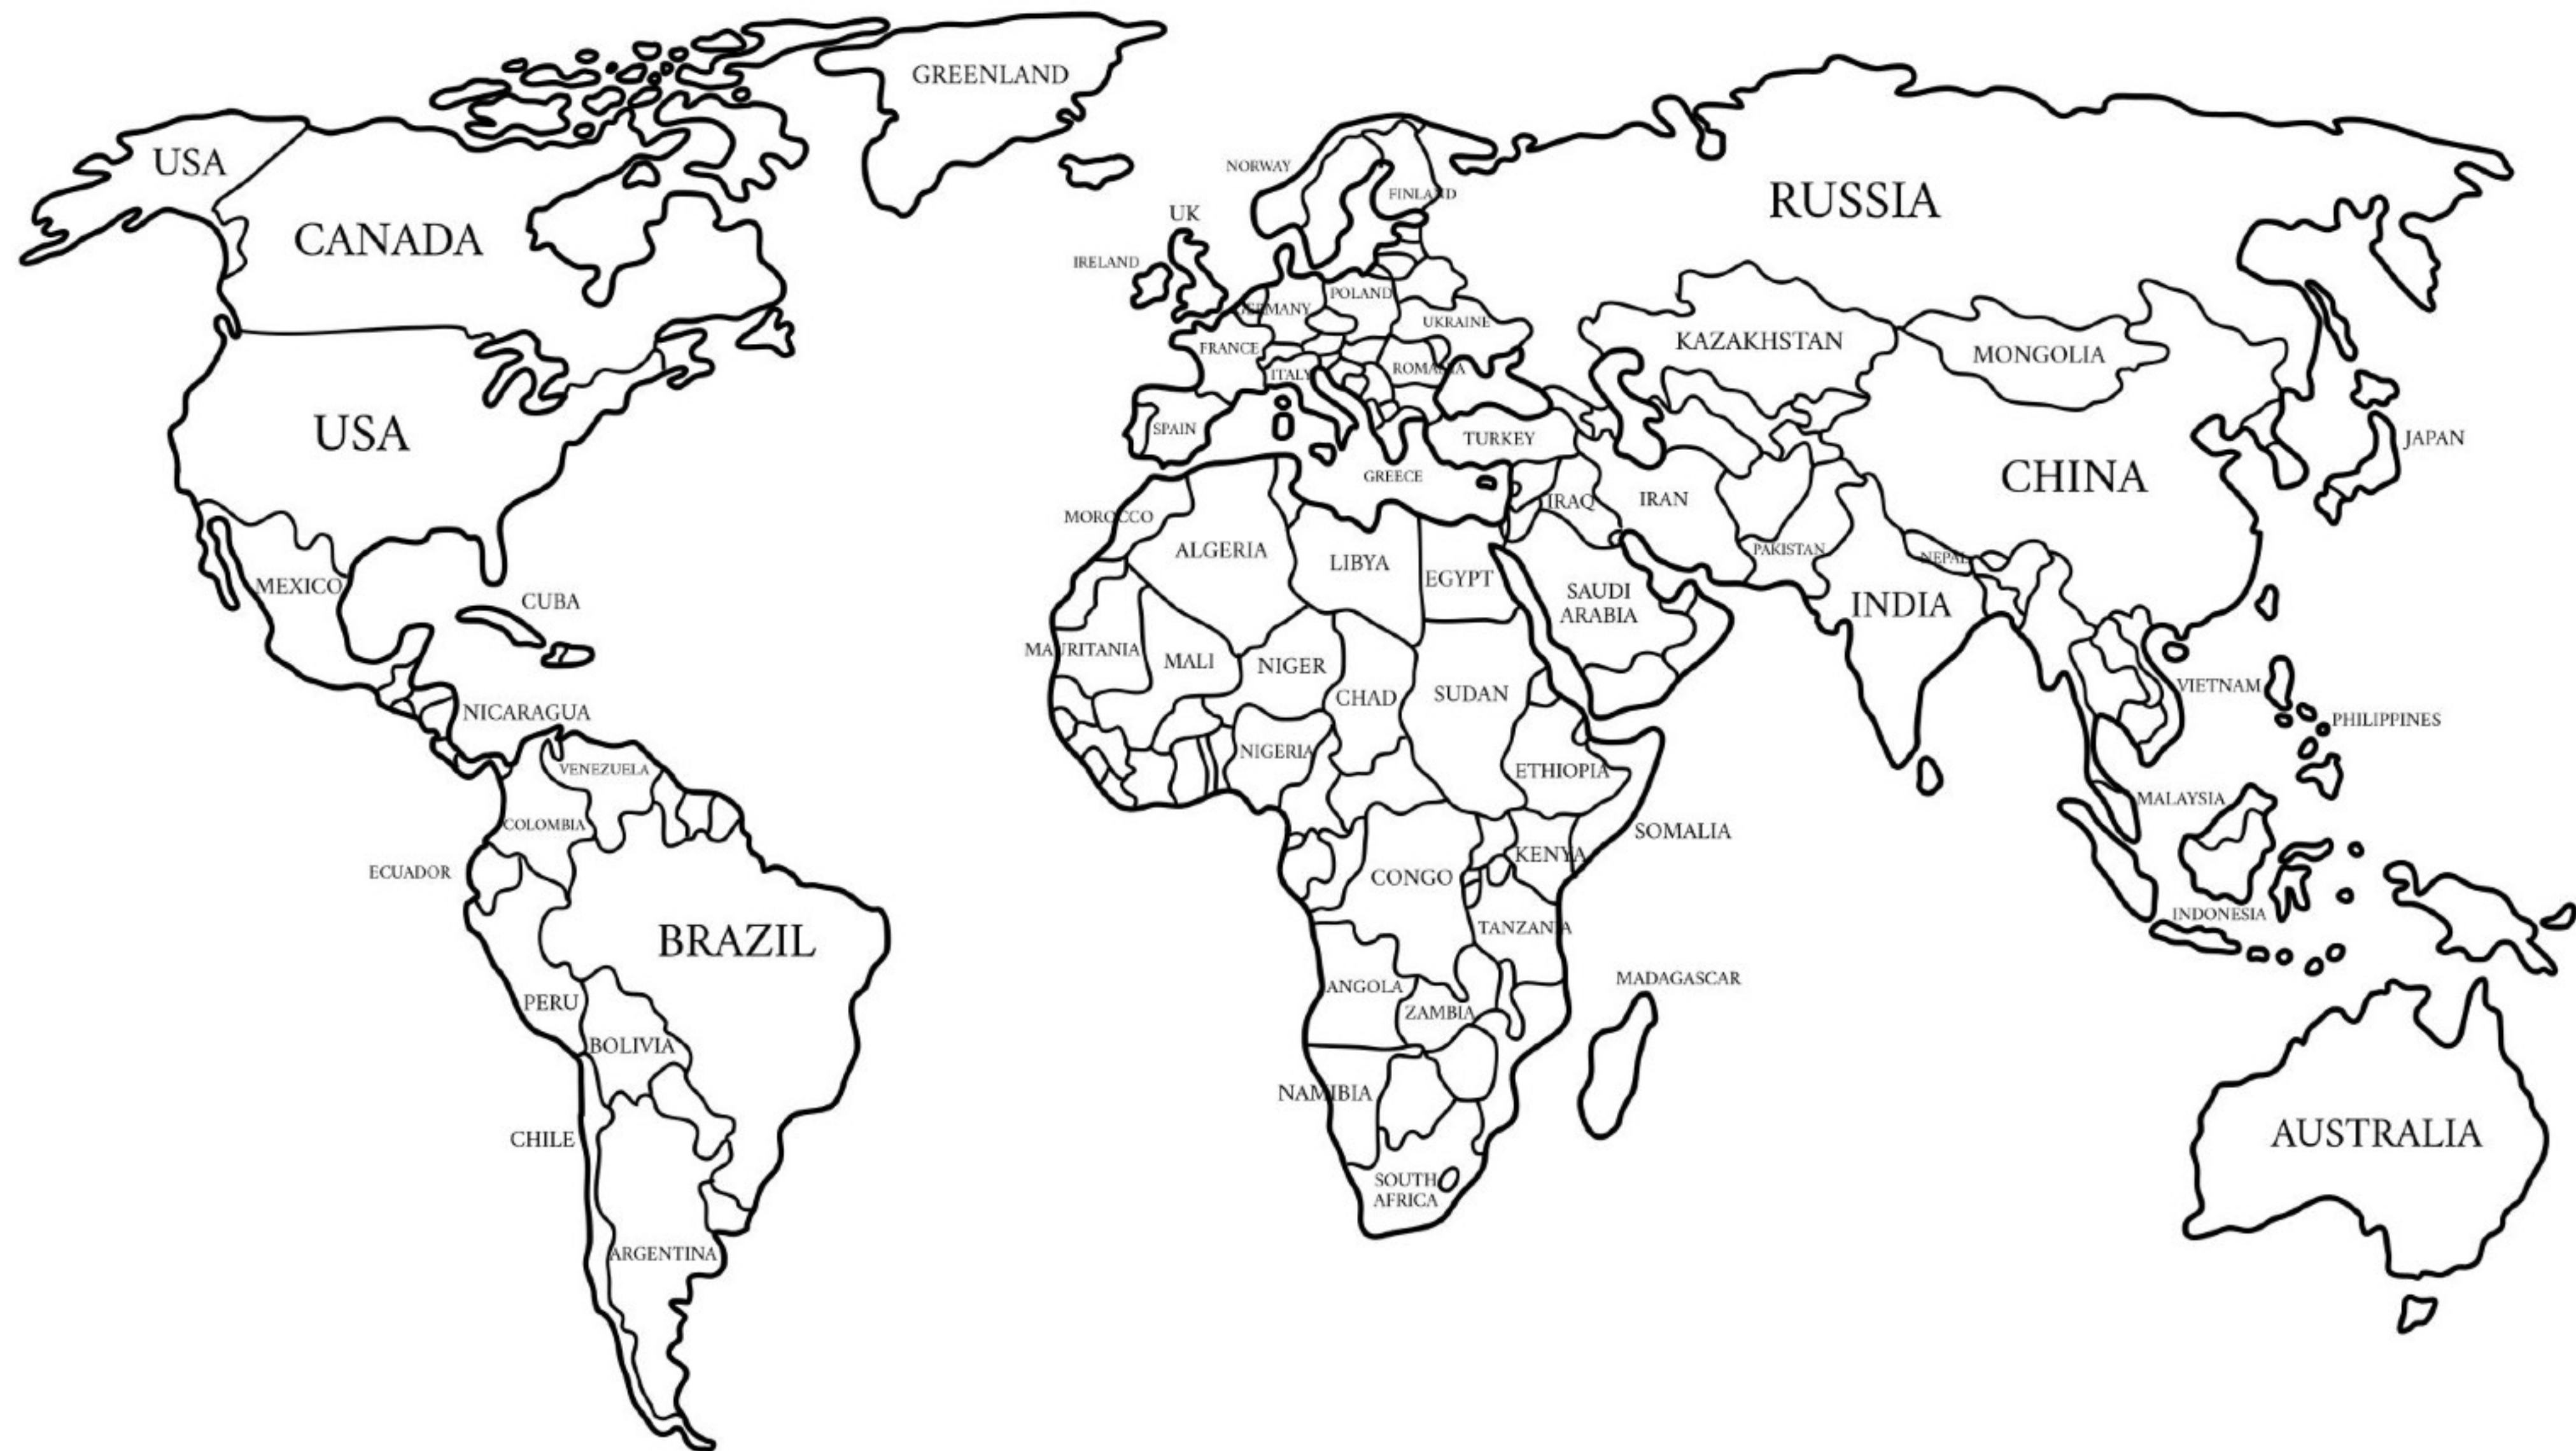 GREENLAND
USA
CANADA
USA
MEXICO
CUBA
NICARAGUA
VENEZUELA
COLOMBIA
ECUADOR
BRAZIL
PERU
BOLIVIA
CHILE
ARGENTINA
NORWAY
FINLAND
UK
IRELAND
POLAND
GERMANY
UKRAINE
FRANCE
ROMANIA
ITALY
SPAIN
TURKEY
GREECE
RUSSIA
KAZAKHSTAN
MONGOLIA
CHINA
JAPAN
IRAQ
IRAN
PAKISTAN
NEPAL
SAUDI
ARABIA
INDIA
VIETNAM
PHILIPPINES
MALAYSIA
INDONESIA
MOROCCO
ALGERIA
LIBYA
EGYPT
MAURITANIA
MALI
NIGER
CHAD
SUDAN
NIGERIA
ETHIOPIA
SOMALIA
KENYA
CONGO
TANZANIA
ANGOLA
ZAMBIA
MADAGASCAR
NAMIBIA
SOUTH
AFRICA
AUSTRALIA